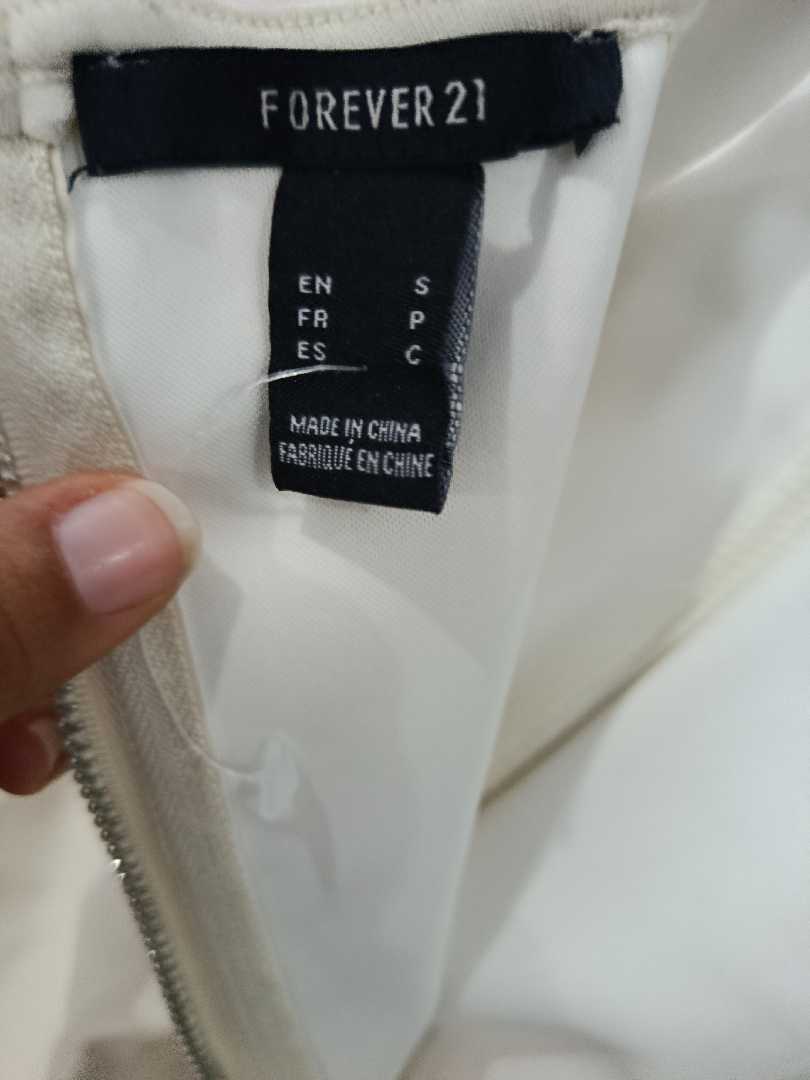 FOREVER 21
EN S
FR P
ES C
MADE IN CHINA
FABRIQUÉ EN CHINE